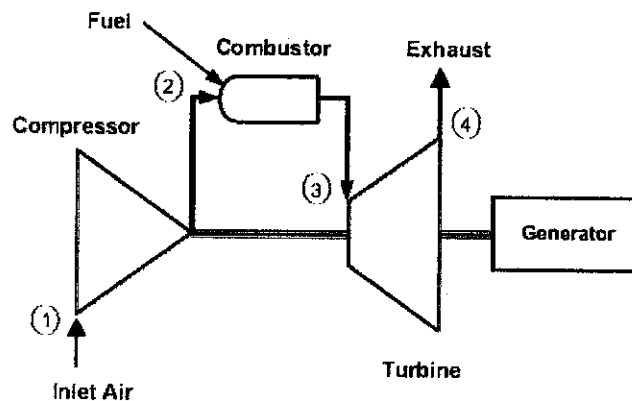 Fuel
Combustor
Exhaust
(2)
(4)
Compressor
(3)
Generator
(1)
Turbine
Inlet Air